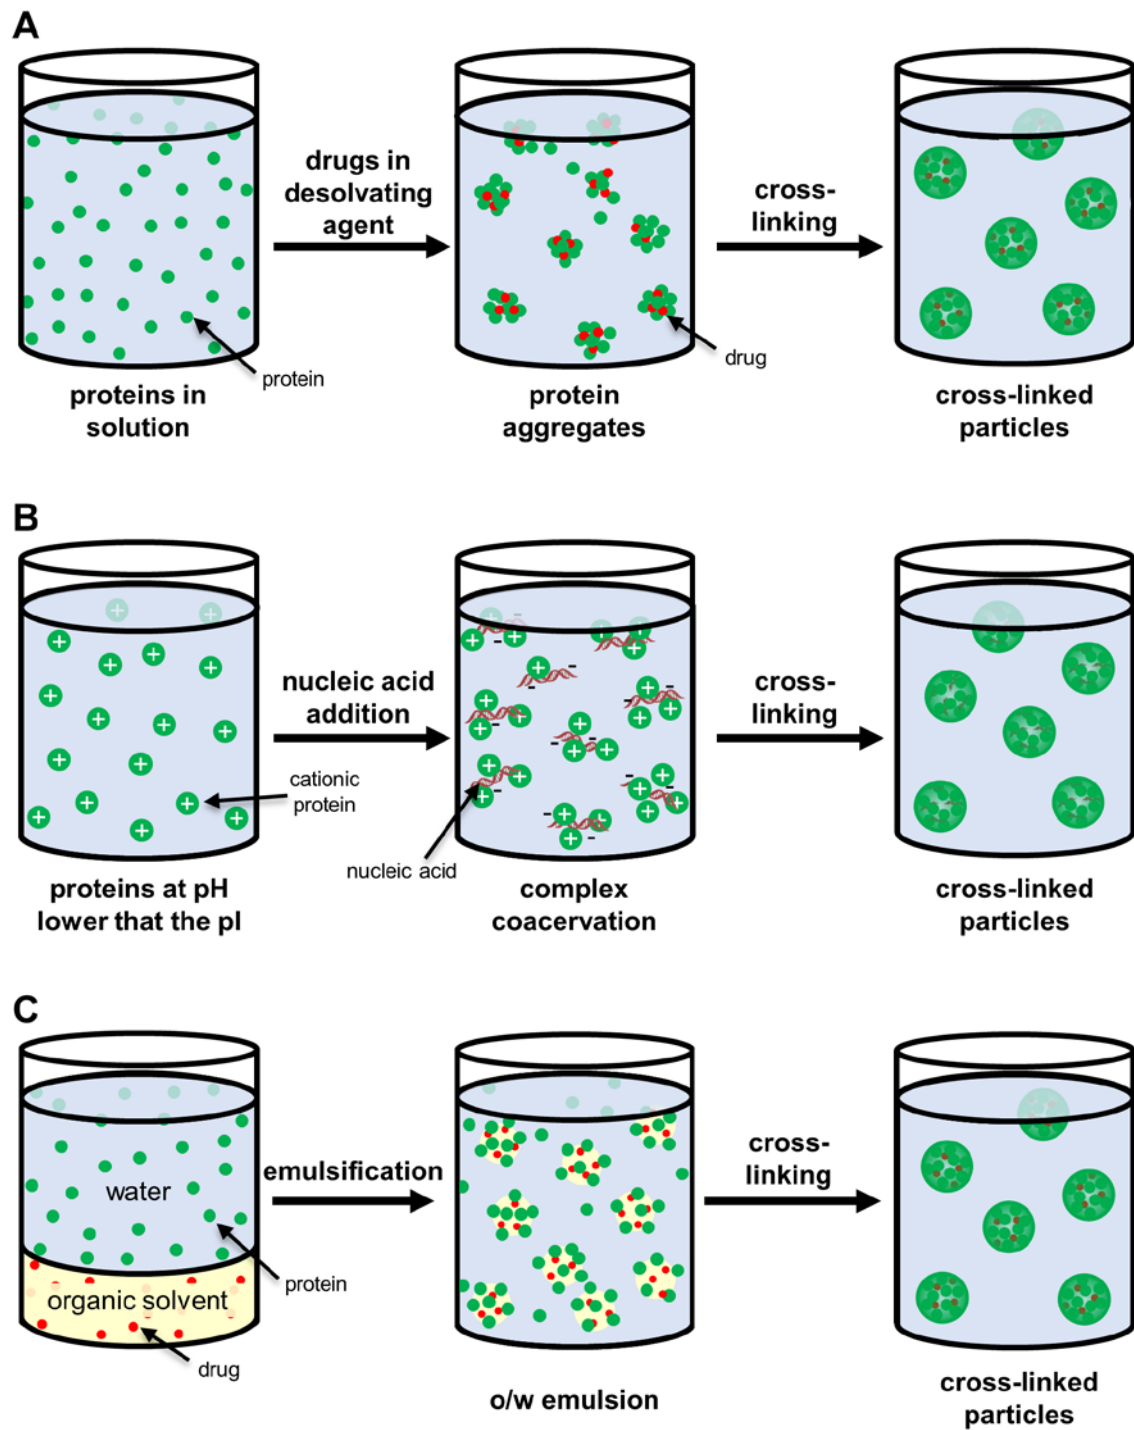 A
drugs in
desolvating
agent
cross-
linking
protein
drug
proteins in
solution
protein
aggregates
cross-linked
particles
B
nucleic acid
addition
cross-
linking
cationic
protein
nucleic acid
proteins at pH
lower that the pI
complex
coacervation
cross-linked
particles
C
water
emulsification
cross-
linking
protein
organic solvent
drug
o/w emulsion
cross-linked
particles